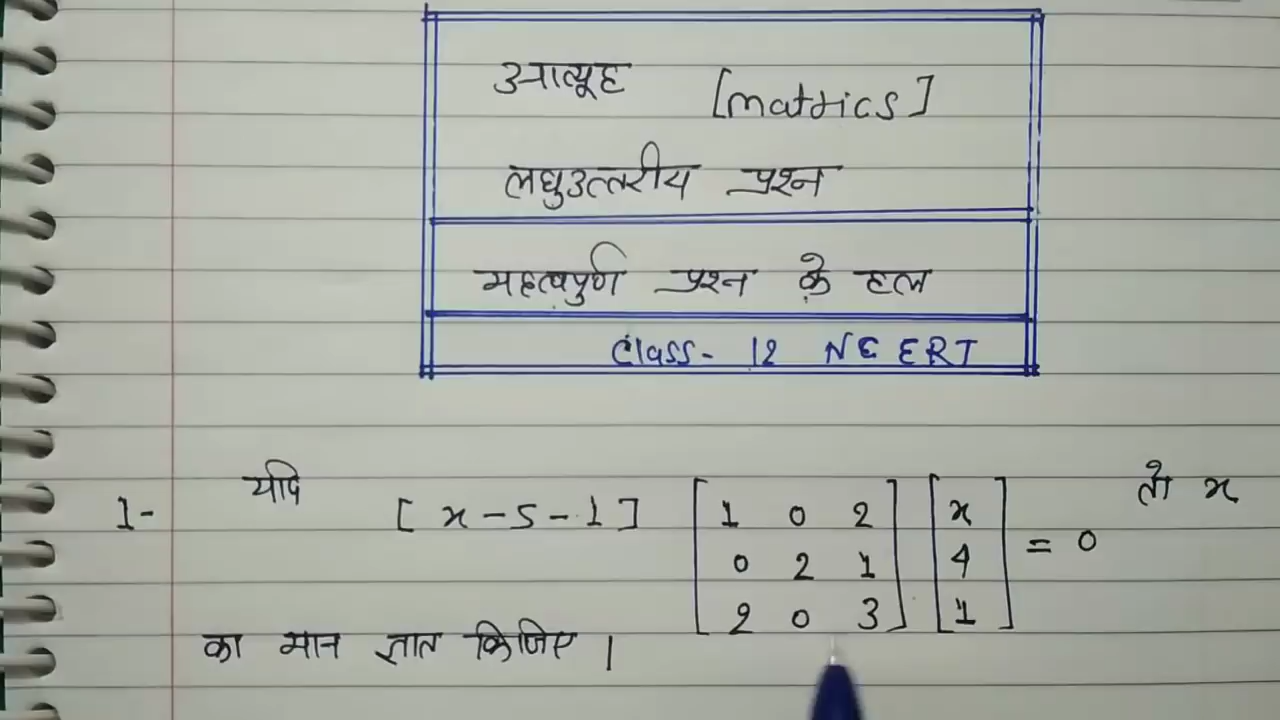 आव्यूह [matrics]
लघुउत्तरीय प्रश्न
महत्वपुर्ण प्रश्न के हल
Class- 12 NCERT
1- यदि [x -5 -1] [1 0 2 0 2 1 2 0 3] [x 4 1] = 0 तो x
का मान ज्ञात किजिए।